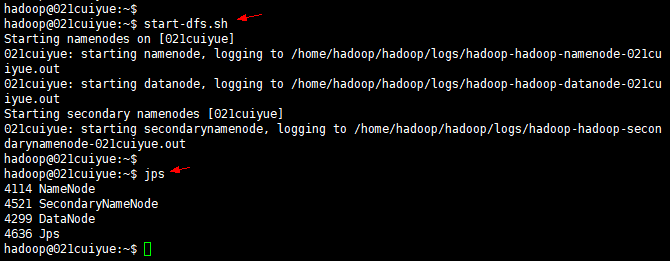 hadoop@021cuiyue:~$
hadoop@021cuiyue:~$ start-dfs.sh
Starting namenodes on [021cuiyue]
021cuiyue: starting namenode, logging to /home/hadoop/hadoop/logs/hadoop-hadoop-namenode-021cu
iyue.out
021cuiyue: starting datanode, logging to /home/hadoop/hadoop/logs/hadoop-hadoop-datanode-021cu
iyue.out
Starting secondary namenodes [021cuiyue]
021cuiyue: starting secondarynamenode, logging to /home/hadoop/hadoop/logs/hadoop-hadoop-secon
darynamenode-021cuiyue.out
hadoop@021cuiyue:~$
hadoop@021cuiyue:~$ jps
4114 NameNode
4521 SecondaryNameNode
4299 DataNode
4636 Jps
hadoop@021cuiyue:~$